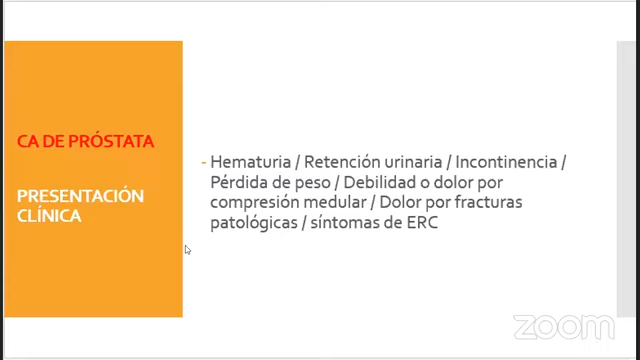 CA DE PRÓSTATA
PRESENTACIÓN
CLÍNICA
- Hematuria / Retención urinaria / Incontinencia /
Pérdida de peso / Debilidad o dolor por
compresión medular / Dolor por fracturas
patológicas / síntomas de ERC
zoom